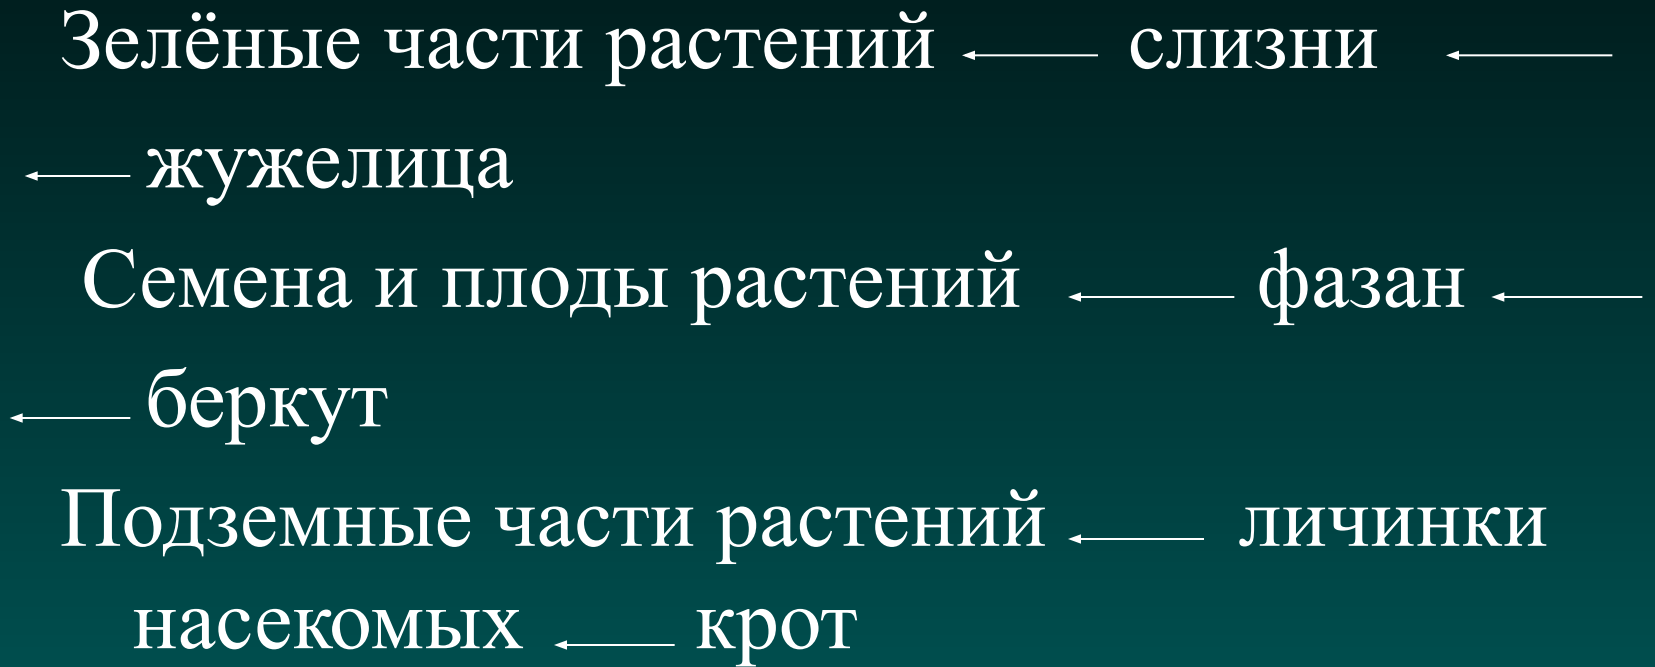 Зелёные части растений ← слизни ←
← жужелица
Семена и плоды растений ← фазан ←
← беркут
Подземные части растений ← личинки
насекомых ← крот